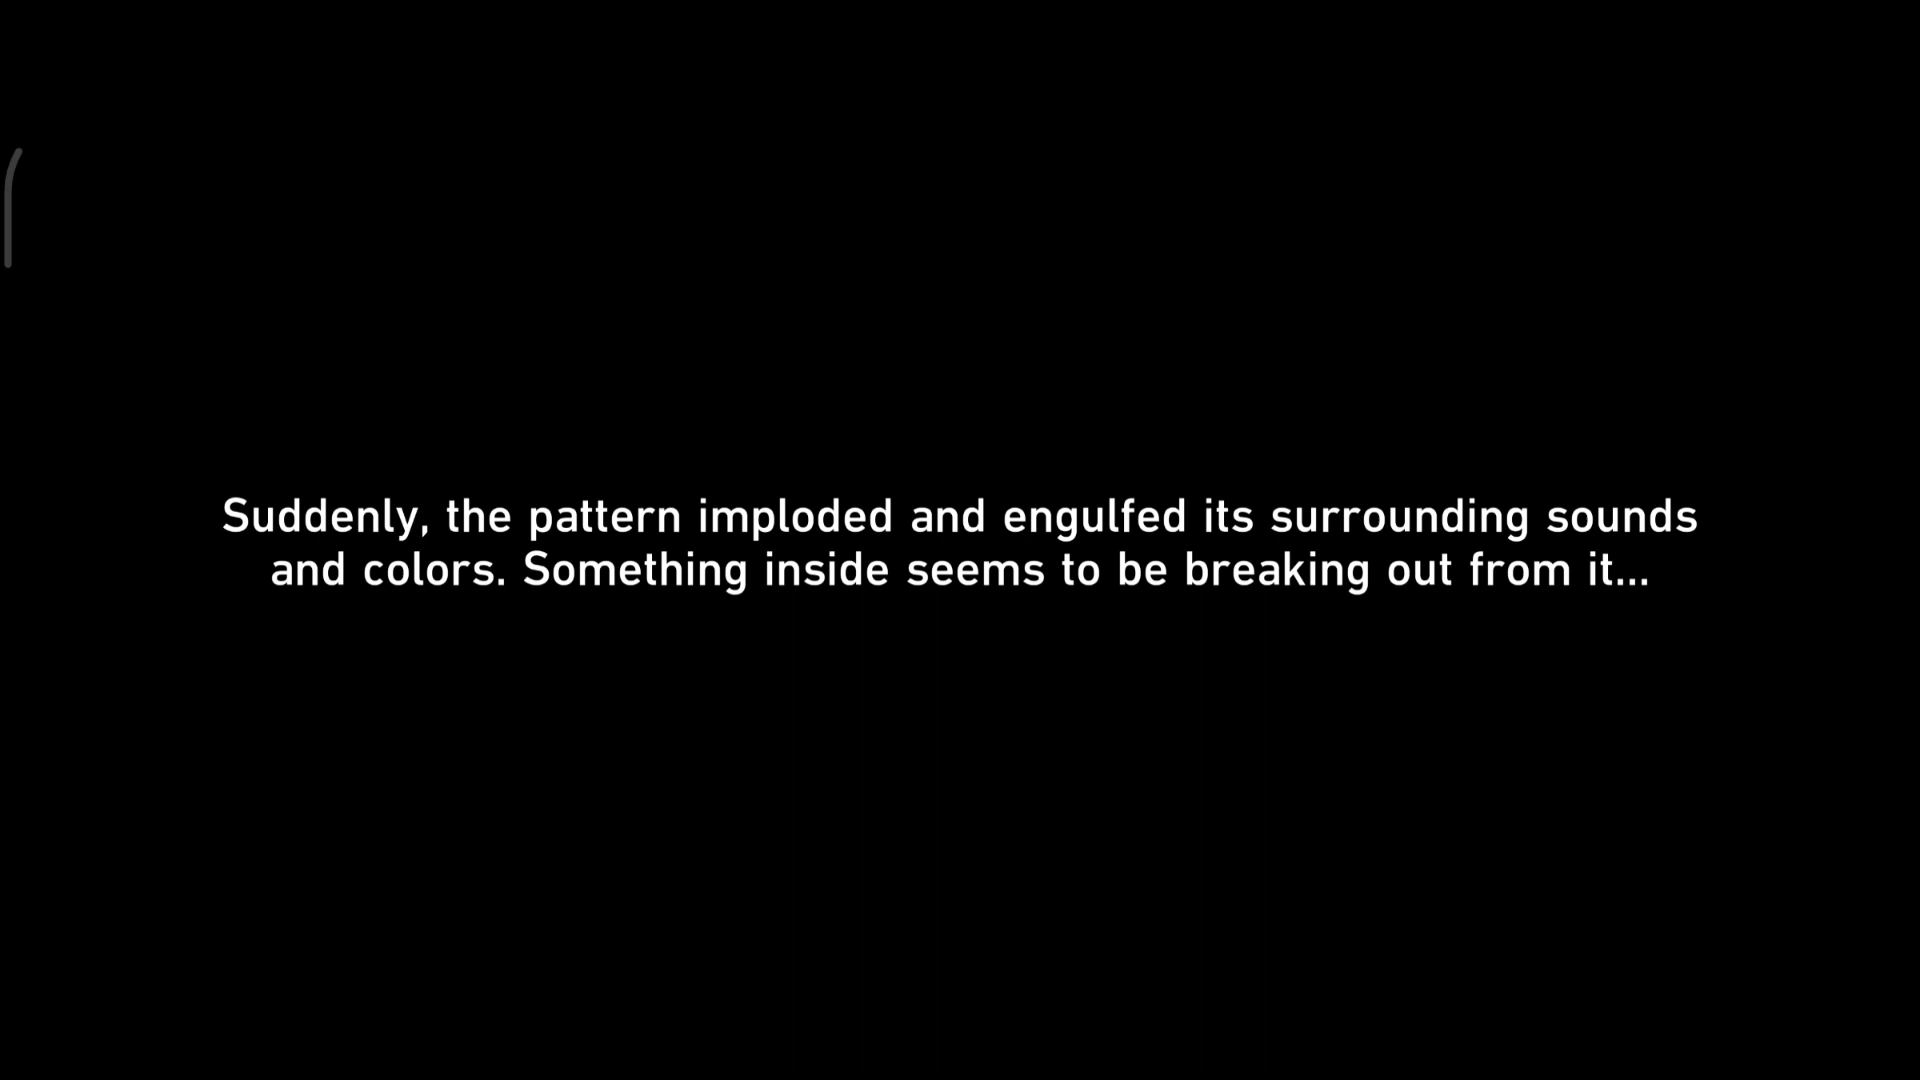 Suddenly, the pattern imploded and engulfed its surrounding sounds
and colors. Something inside seems to be breaking out from it...